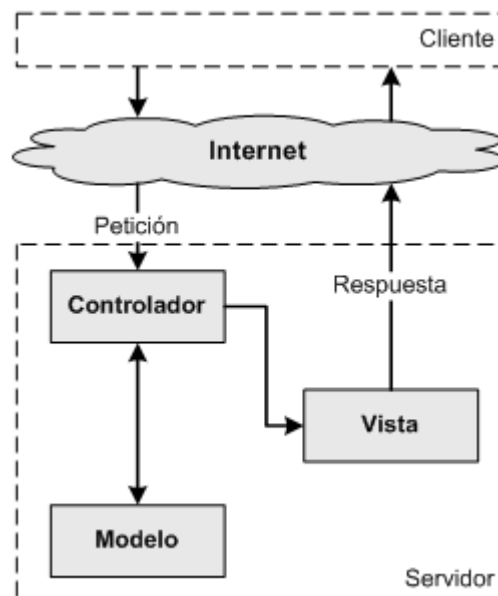 Cliente
Internet
Petición
Respuesta
Controlador
Vista
Modelo
Servidor